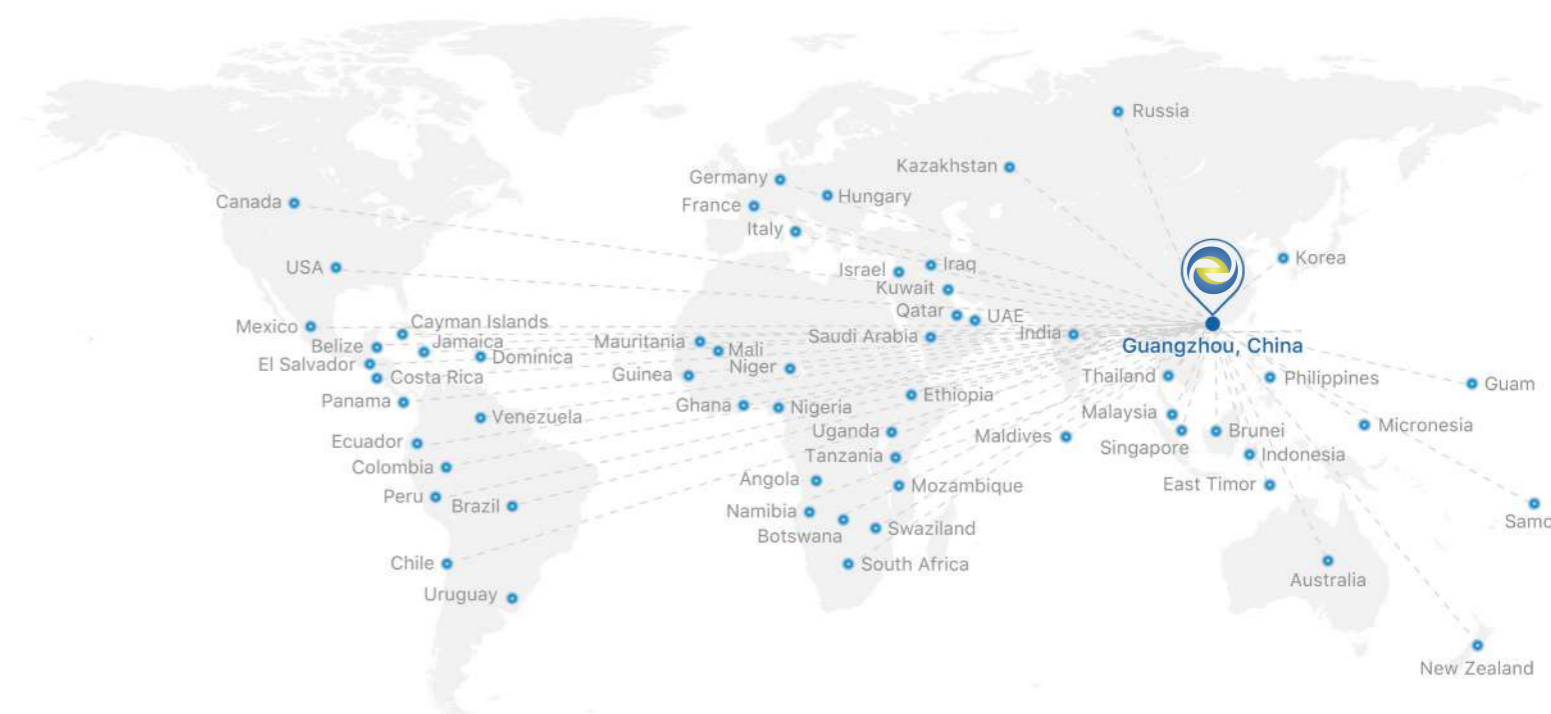 Russia
Kazakhstan
Germany
Hungary
Canada
France
Italy
Korea
USA
Israel
Iraq
Kuwait
Qatar
UAE
Mexico
Cayman Islands
India
Saudi Arabia
Mauritania
Belize
Jamaica
Guangzhou, China
Mali
Dominica
El Salvador
Niger
Guinea
Costa Rica
Thailand
Philippines
Guam
Ethiopia
Panama
Ghana
Nigeria
Malaysia
Venezuela
Micronesia
Uganda
Brunei
Maldives
Ecuador
Singapore
Tanzania
Indonesia
Colombia
Angola
East Timor
Mozambique
Peru
Brazil
Namibia
Samo
Swaziland
Botswana
Chile
South Africa
Australia
Uruguay
New Zealand